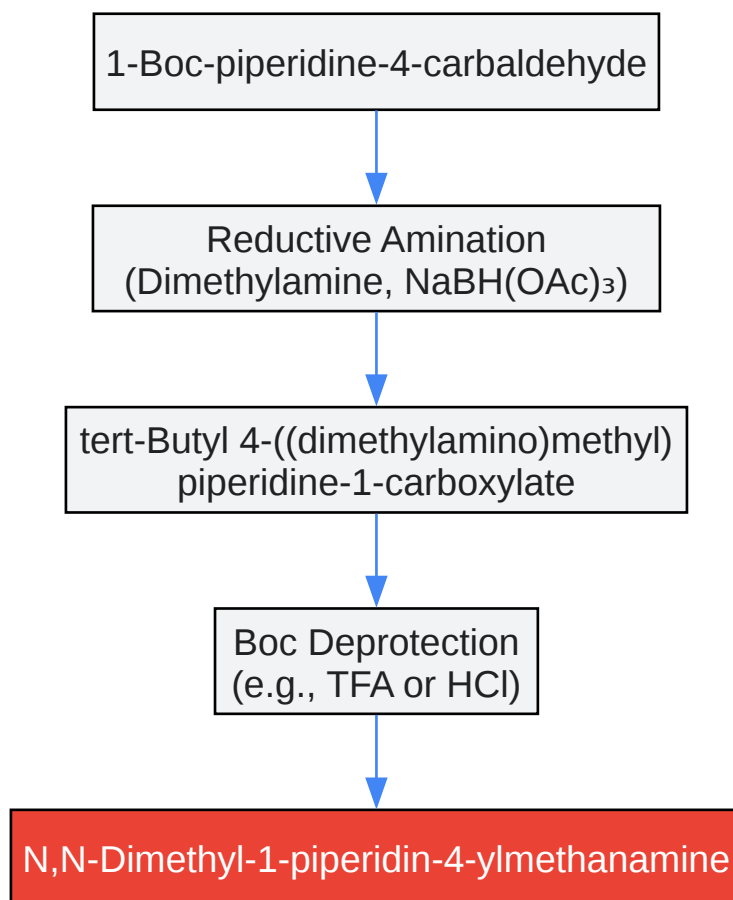 1-Boc-piperidine-4-carbaldehyde
Reductive Amination
(Dimethylamine, NaBH(OAc)₃)
tert-Butyl 4-((dimethylamino)methyl)
piperidine-1-carboxylate
Boc Deprotection
(e.g., TFA or HCl)
N,N-Dimethyl-1-piperidin-4-ylmethanamine